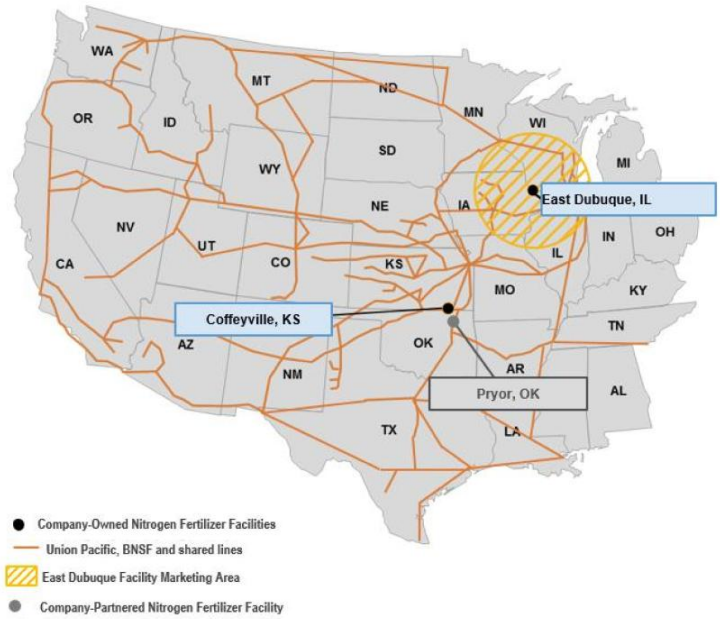 WA
MT
ND
MN
OR
ID
WI
SD
MI
WY
East Dubuque, IL
IA
NE
NV
OH
IN
UT
IL
CA
CO
KS
MO
KY
Coffeyville, KS
TN
AZ
OK
AR
NM
Pryor, OK
AL
TX
LA
Company-Owned Nitrogen Fertilizer Facilities
Union Pacific, BNSF and shared lines
East Dubuque Facility Marketing Area
Company-Partnered Nitrogen Fertilizer Facility